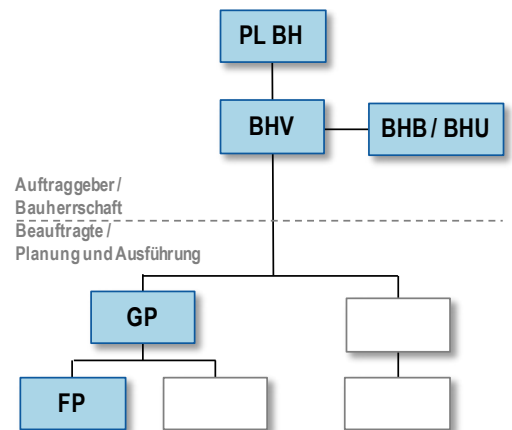 PL BH
BHV
BHB / BHU
Auftraggeber /
Bauherrschaft
Beauftragte /
Planung und Ausführung
GP
FP